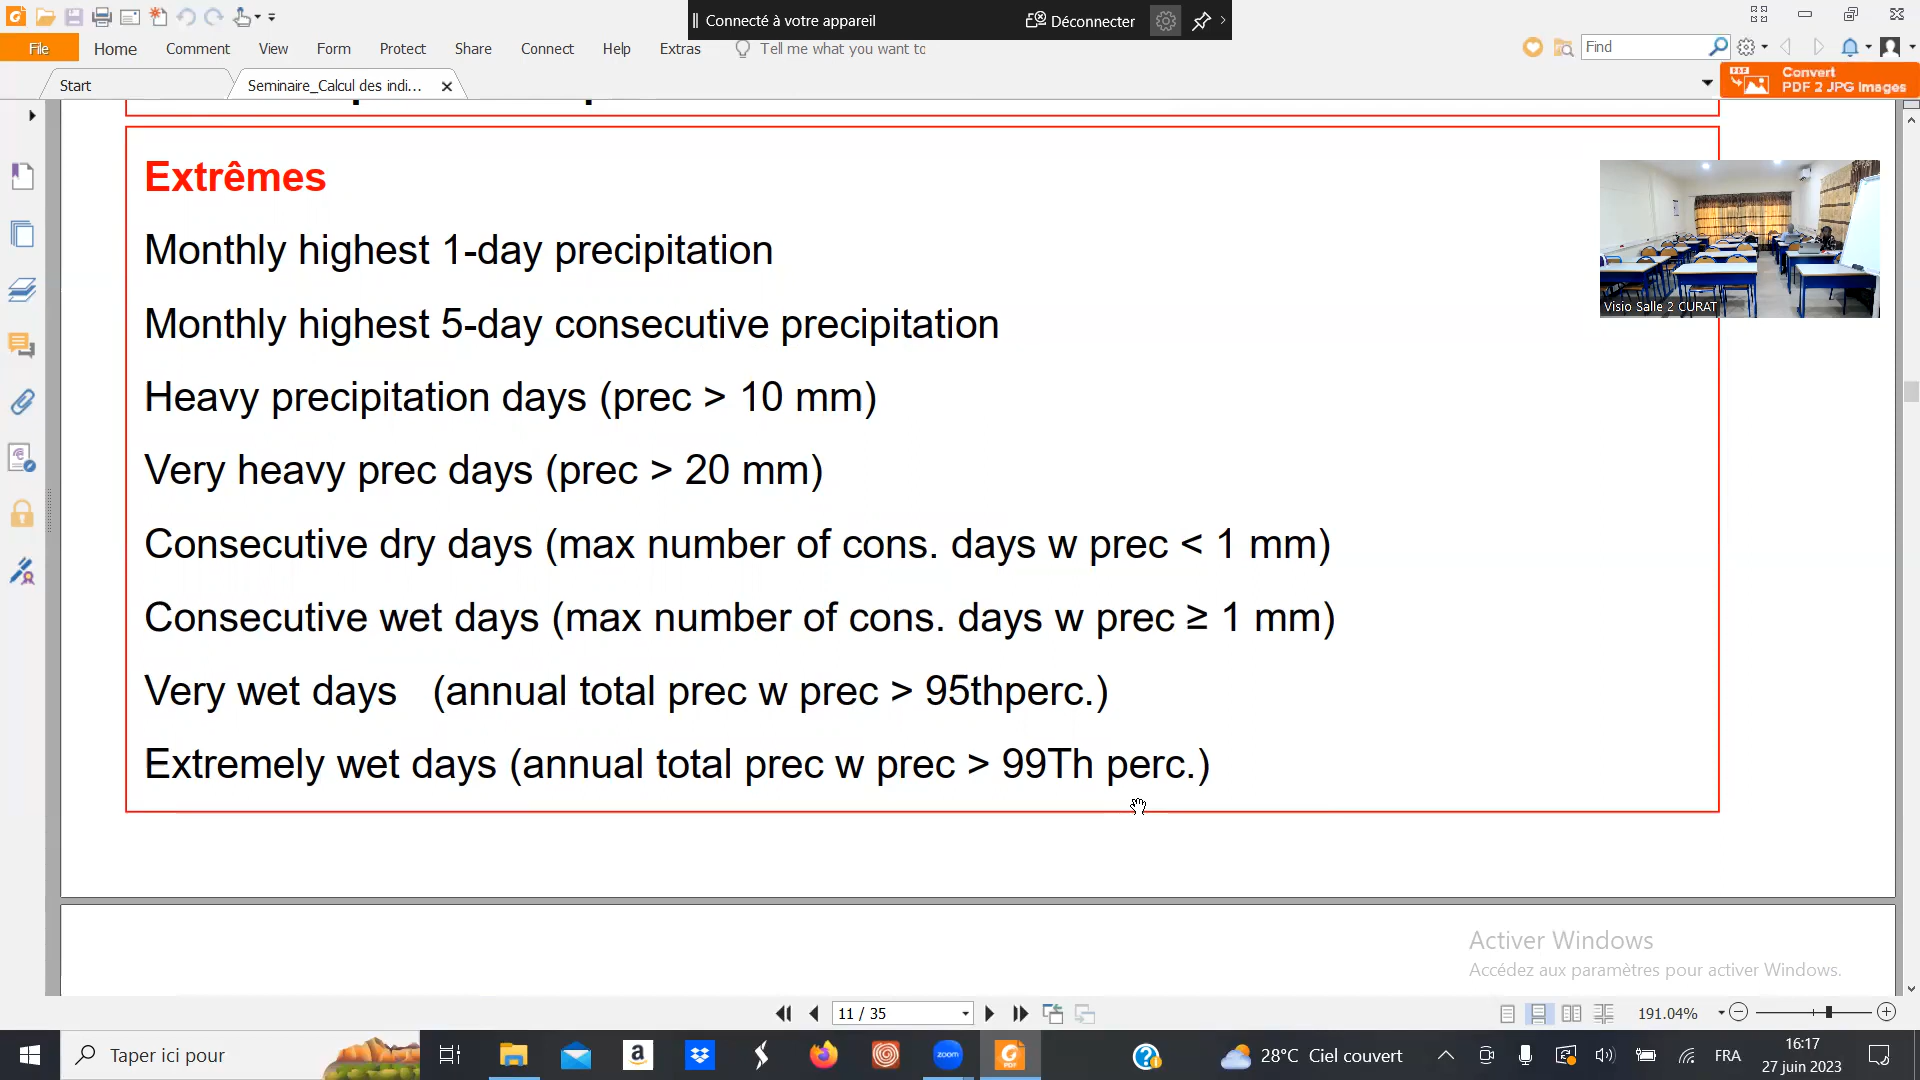 Connecté à votre appareil
Déconnecter
File
Home
Comment
View
Form
Protect
Share
Connect
Help
Extras
Tell me what you want to
Find
Start
Seminaire_Calcul des indi...
Convert
PDF 2 JPG Images
Extrêmes
Monthly highest 1-day precipitation
Visio Salle 2 CURAT
Monthly highest 5-day consecutive precipitation
Heavy precipitation days (prec > 10 mm)
Very heavy prec days (prec > 20 mm)
Consecutive dry days (max number of cons. days w prec < 1 mm)
Consecutive wet days (max number of cons. days w prec ≥ 1 mm)
Very wet days (annual total prec w prec > 95thperc.)
Extremely wet days (annual total prec w prec > 99Th perc.)
Activer Windows
Accédez aux paramètres pour activer Windows.
11 / 35
191.04%
Taper ici pour
zoom
PDF
28°C Ciel couvert
FRA
16:17
27 juin 2023